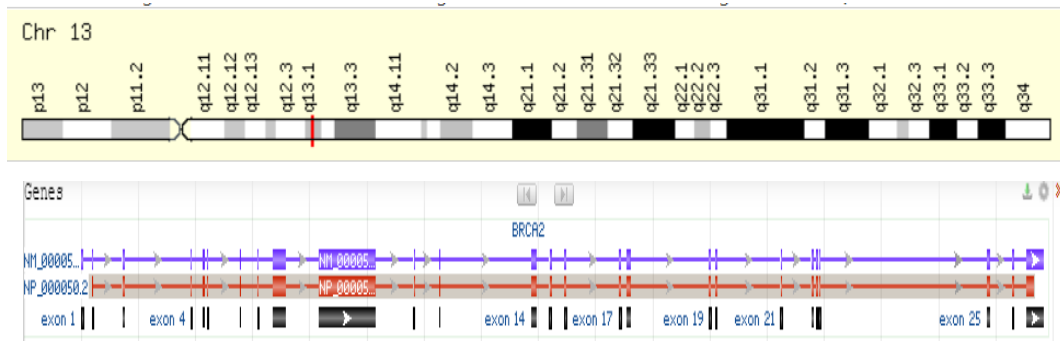 Chr 13
p13 p12 p11.2 q12.11 q12.12 q12.13 q12.3 q13.1 q13.3 q14.11 q14.2 q14.3 q21.1 q21.2 q21.31 q21.32 q21.33 q22.1 q22.2 q22.3 q31.1 q31.2 q31.3 q32.1 q32.3 q33.1 q33.2 q33.3 q34
Genes
BRCA2
NM_00005... NM_00005...
NP_000050.2 NP_00005...
exon 1 exon 4 exon 14 exon 17 exon 19 exon 21 exon 25